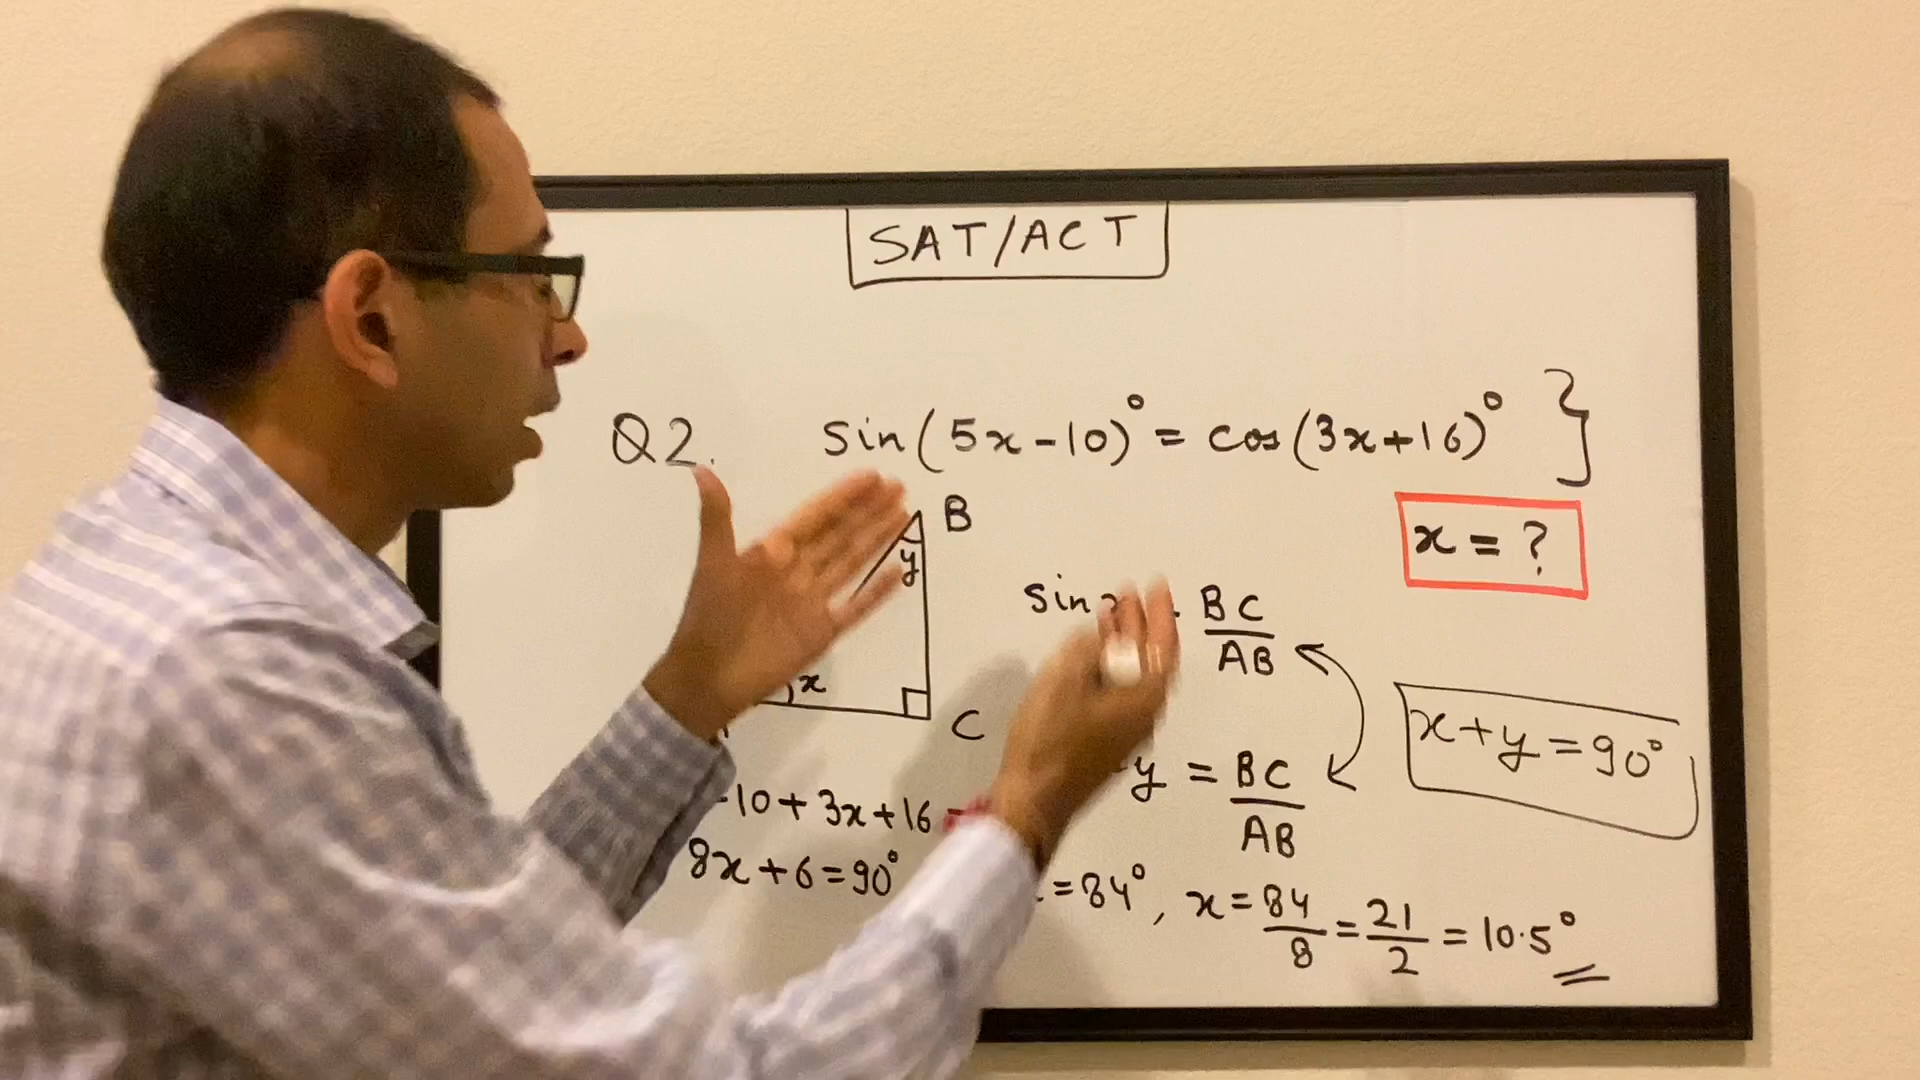 SAT/ACT
Q2. sin(5x-10)° = cos(3x+16)° }
x = ?
B
y
x
C
sin BC/AB
x+y=90°
y = BC/AB
-10+3x+16
8x+6=90°
=84°, x=84/8=21/2=10.5°